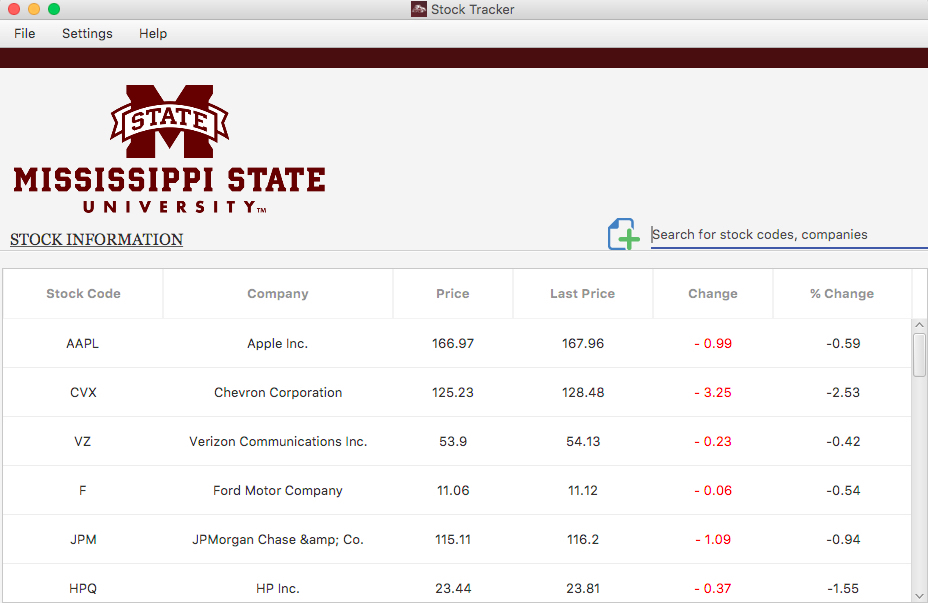 Stock Tracker
File Settings Help
STATE
MISSISSIPPI STATE
UNIVERSITY™
STOCK INFORMATION
Search for stock codes, companies
Stock Code Company Price Last Price Change % Change
AAPL Apple Inc. 166.97 167.96 - 0.99 -0.59
CVX Chevron Corporation 125.23 128.48 - 3.25 -2.53
VZ Verizon Communications Inc. 53.9 54.13 - 0.23 -0.42
F Ford Motor Company 11.06 11.12 - 0.06 -0.54
JPM JPMorgan Chase &amp; Co. 115.11 116.2 - 1.09 -0.94
HPQ HP Inc. 23.44 23.81 - 0.37 -1.55